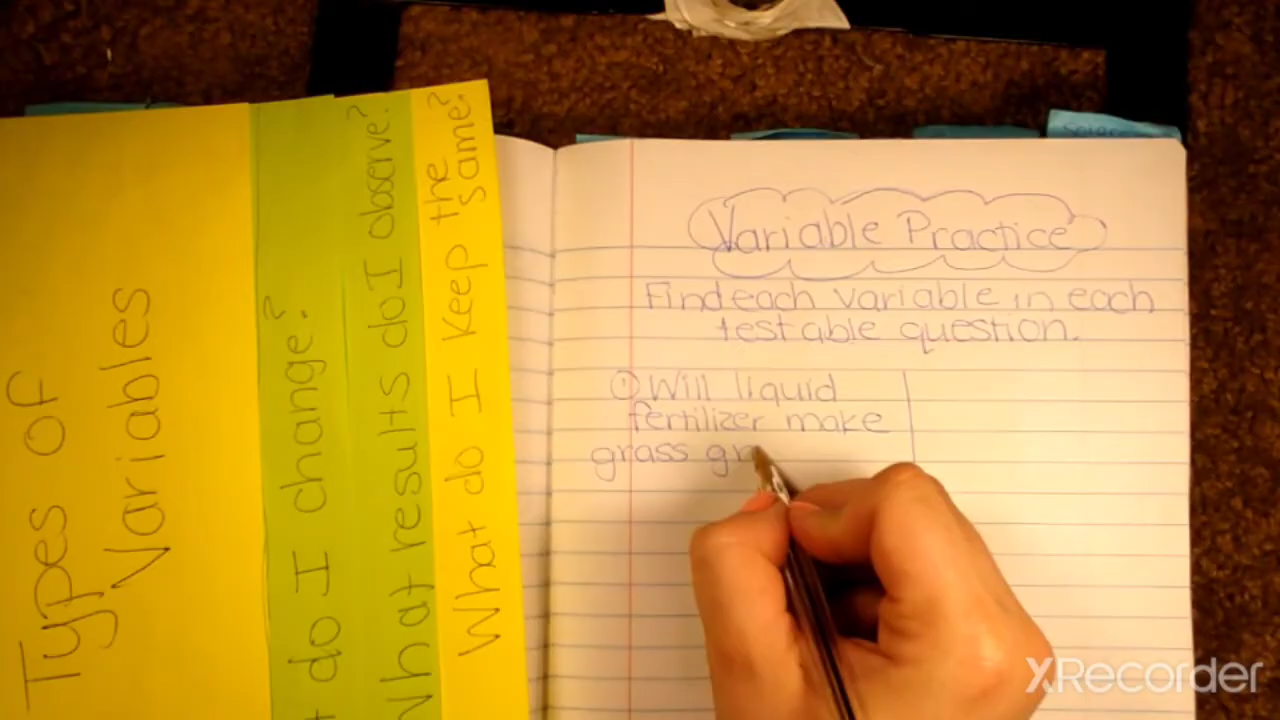 Types of
Variables
do I change?
What results do I observe?
What do I keep the
same?
Variable Practice
Find each variable in each
testable question.
① Will liquid
fertilizer make
grass gr
XRecorder